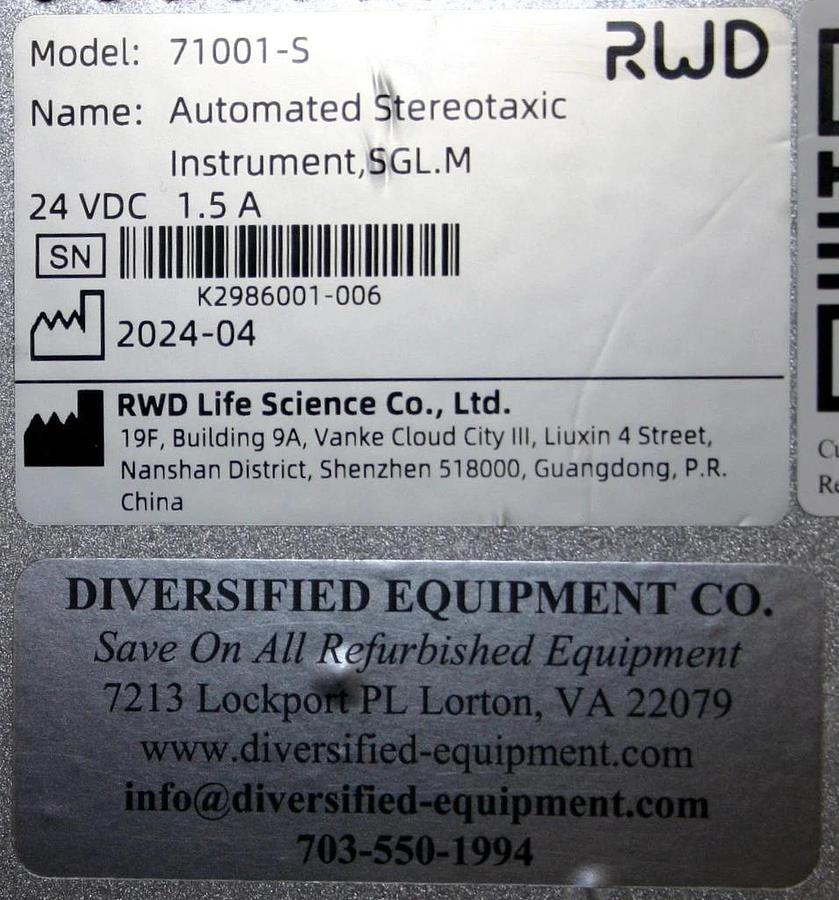 Model: 71001-S
RWD
Name: Automated Stereotaxic
Instrument,SGL.M
24 VDC 1.5 A
SN
K2986001-006
2024-04
RWD Life Science Co., Ltd.
19F, Building 9A, Vanke Cloud City III, Liuxin 4 Street,
Nanshan District, Shenzhen 518000, Guangdong, P.R.
China
DIVERSIFIED EQUIPMENT CO.
Save On All Refurbished Equipment
7213 Lockport PL Lorton, VA 22079
www.diversified-equipment.com
info@diversified-equipment.com
703-550-1994